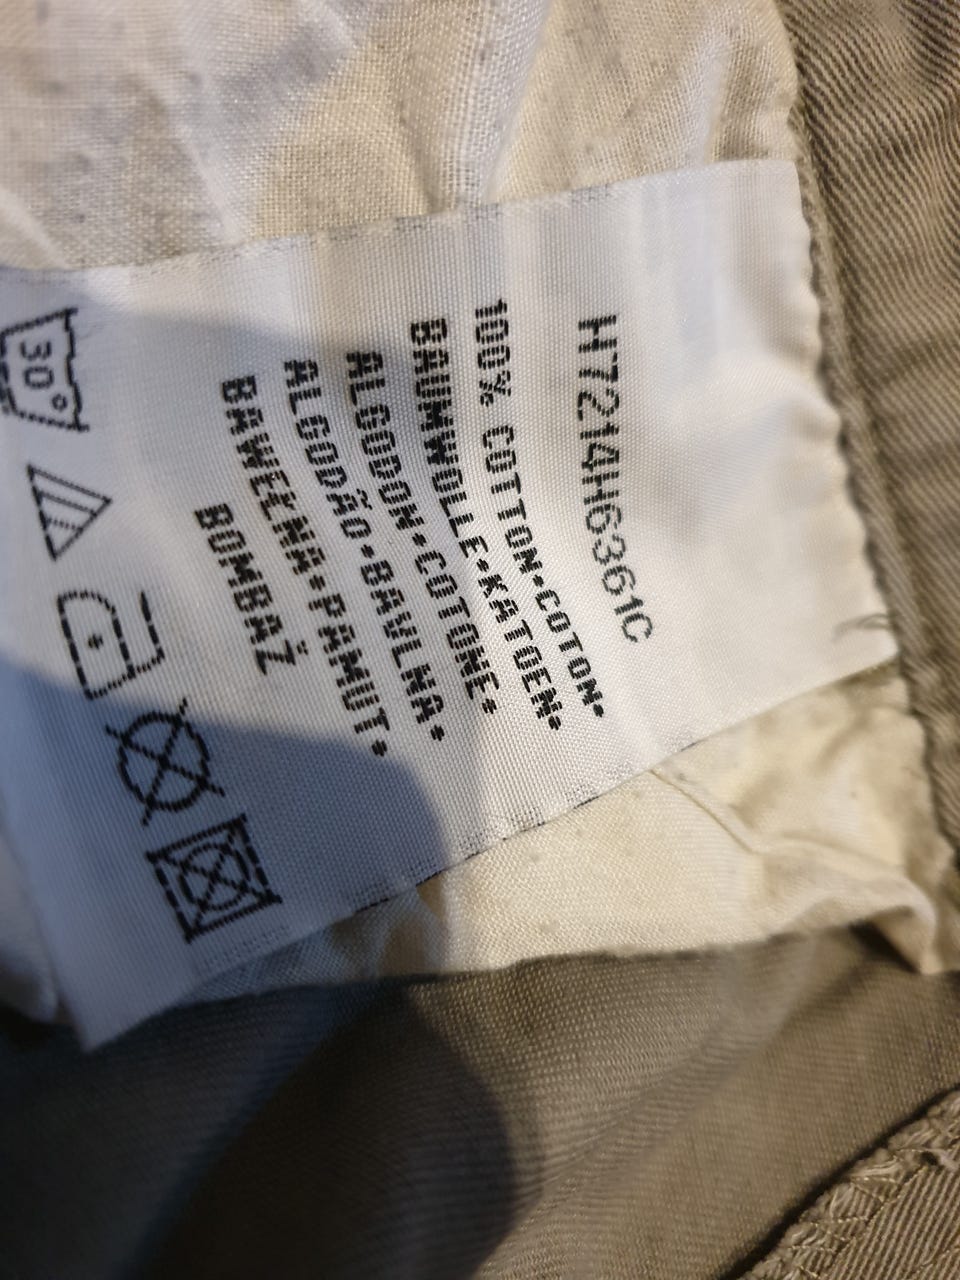 H7214H6361C
100% COTTON•COTON•
BAUMWOLLE•KATOEN•
ALGODON•COTONE•
ALGODÃO•BAVLNA•
BAWEŁNA•PAMUT•
BOMBAŽ
30°